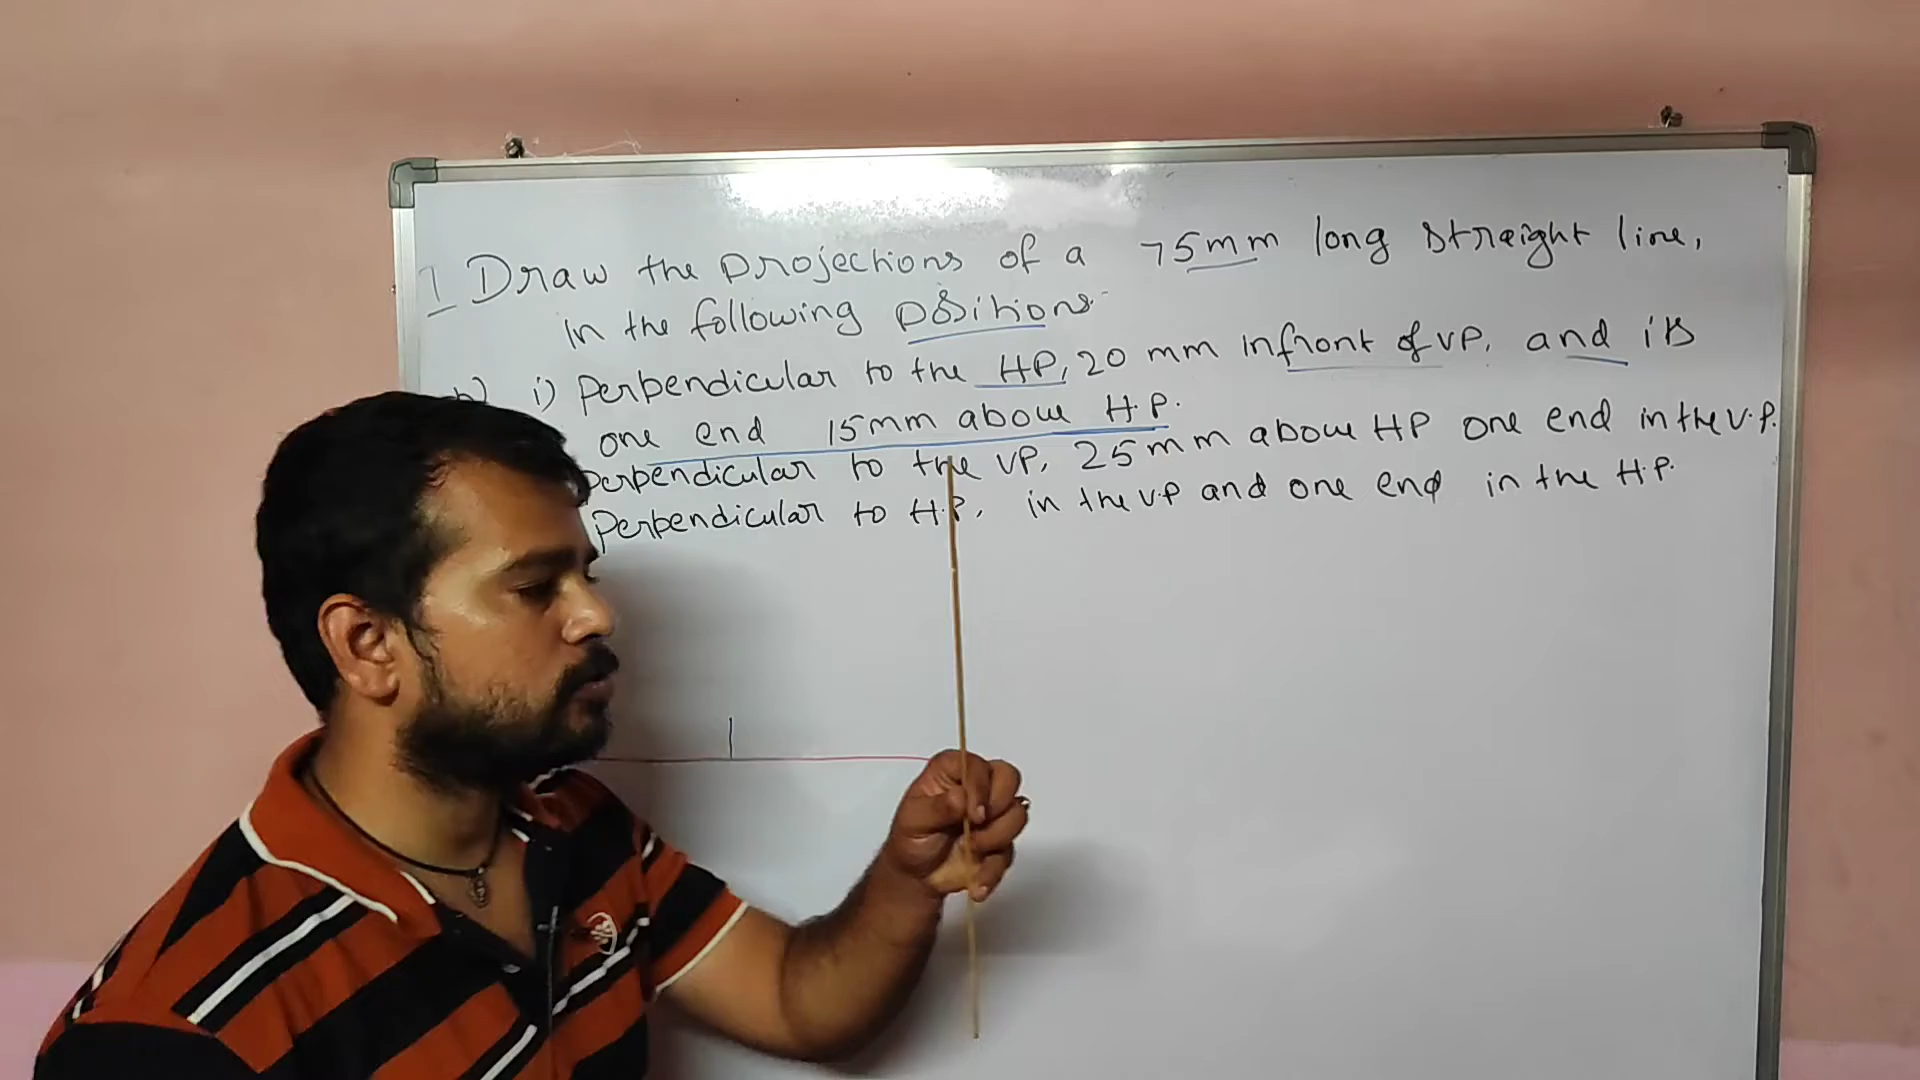 1 Draw the projections of a 75mm long straight line,
in the following positions.
i) Perpendicular to the HP, 20 mm infront of VP, and its
one end 15mm above H.P.
Perpendicular to the VP, 25mm above HP one end in the V.P.
Perpendicular to H.P, in the V.P and one end in the H.P.